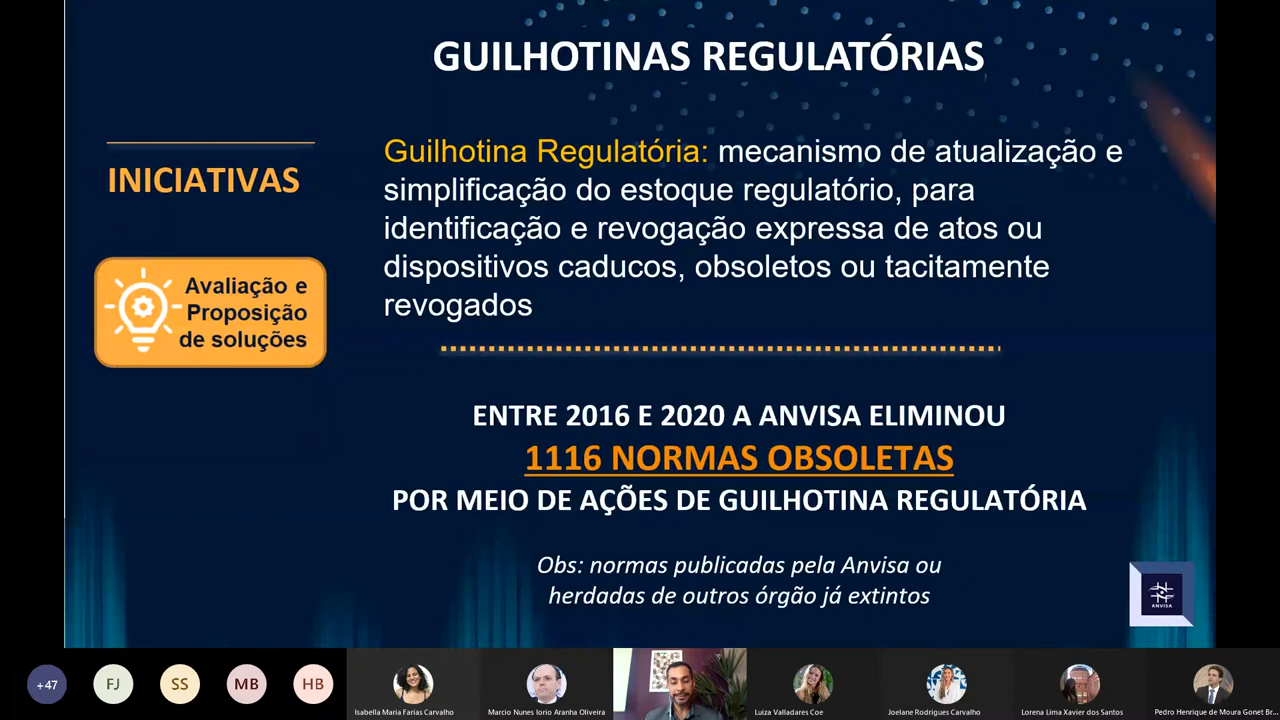 GUILHOTINAS REGULATÓRIAS
INICIATIVAS
Avaliação e
Proposição
de soluções
Guilhotina Regulatória: mecanismo de atualização e
simplificação do estoque regulatório, para
identificação e revogação expressa de atos ou
dispositivos caducos, obsoletos ou tacitamente
revogados
ENTRE 2016 E 2020 A ANVISA ELIMINOU
1116 NORMAS OBSOLETAS
POR MEIO DE AÇÕES DE GUILHOTINA REGULATÓRIA
Obs: normas publicadas pela Anvisa ou
herdadas de outros órgão já extintos
ANVISA
+47
FJ
SS
MB
HB
Isabella Maria Farias Carvalho
Marcio Nunes Iorio Aranha Oliveira
Luiza Valladares Coe
Joelane Rodrigues Carvalho
Lorena Lima Xavier dos Santos
Pedro Henrique de Moura Gonet Br...